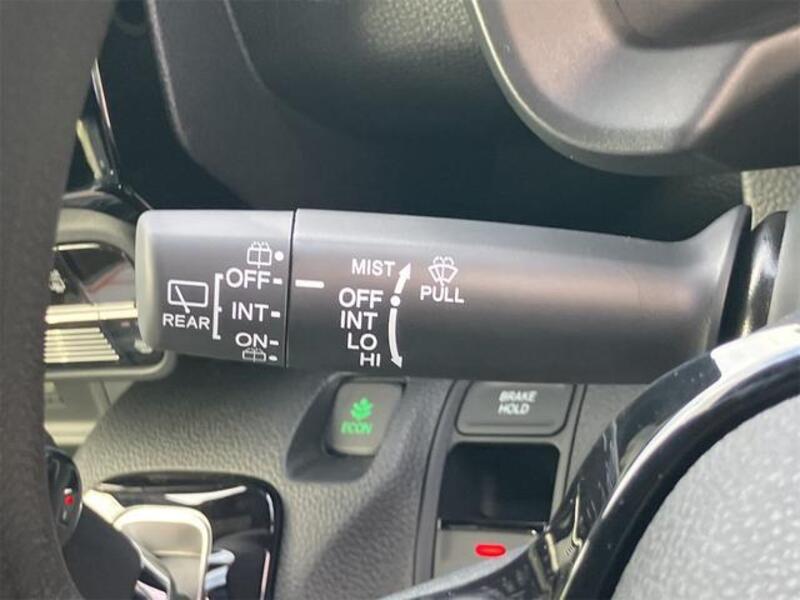 OFF
INT
ON
REAR
MIST
OFF
INT
LO
HI
PULL
ECON
BRAKE
HOLD